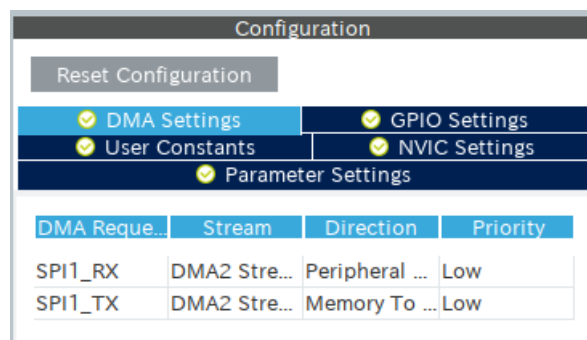 Configuration
Reset Configuration
DMA Settings GPIO Settings
User Constants NVIC Settings
Parameter Settings
DMA Reque... Stream Direction Priority
SPI1_RX DMA2 Stre... Peripheral ... Low
SPI1_TX DMA2 Stre... Memory To ... Low